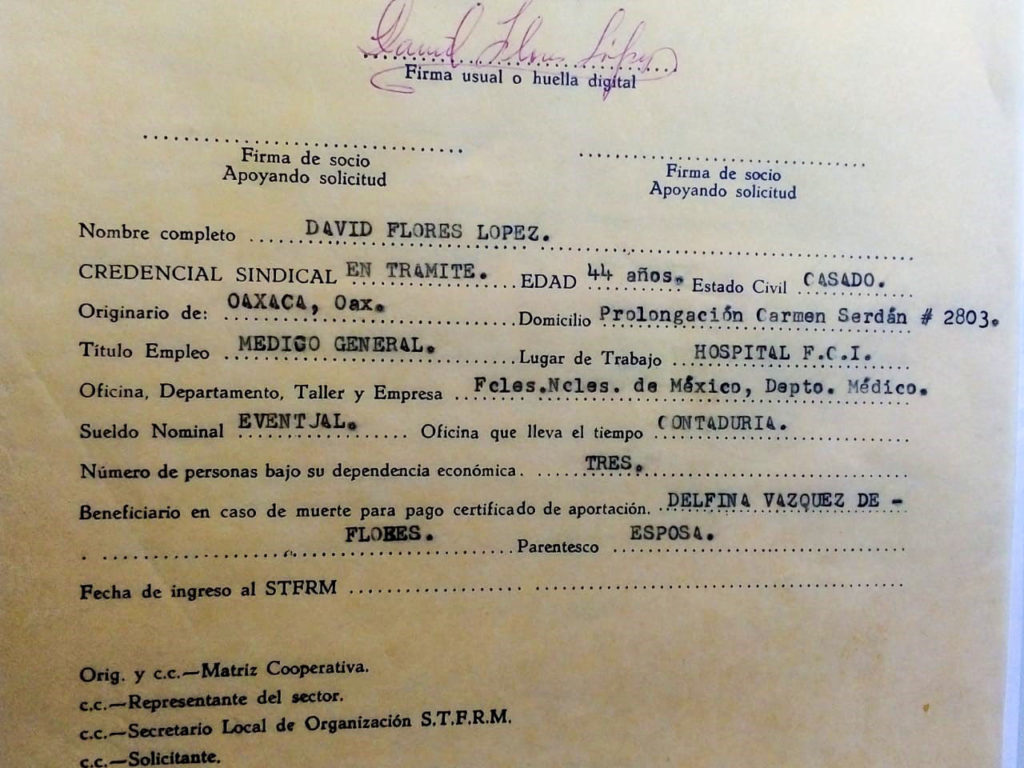 David Flores López
Firma usual o huella digital
Firma de socio
Apoyando solicitud
Firma de socio
Apoyando solicitud
Nombre completo DAVID FLORES LOPEZ.
CREDENCIAL SINDICAL EN TRAMITE. EDAD 44 años. Estado Civil CASADO.
Originario de: OAXACA, Oax. Domicilio Prolongación Carmen Serdán # 2803.
Título Empleo MEDICO GENERAL. Lugar de Trabajo HOSPITAL F.C.I.
Oficina, Departamento, Taller y Empresa Fcles.Ncles. de México, Depto. Médico.
Sueldo Nominal EVENTJAL. Oficina que lleva el tiempo CONTADURIA.
Número de personas bajo su dependencia económica. TRES.
Beneficiario en caso de muerte para pago certificado de aportación. DELFINA VAZQUEZ DE -
FLORES. Parentesco ESPOSA.
Fecha de ingreso al STFRM
Orig. y c.c.—Matriz Cooperativa.
c.c.—Representante del sector.
c.c.—Secretario Local de Organización S.T.F.R.M.
c.c.—Solicitante.